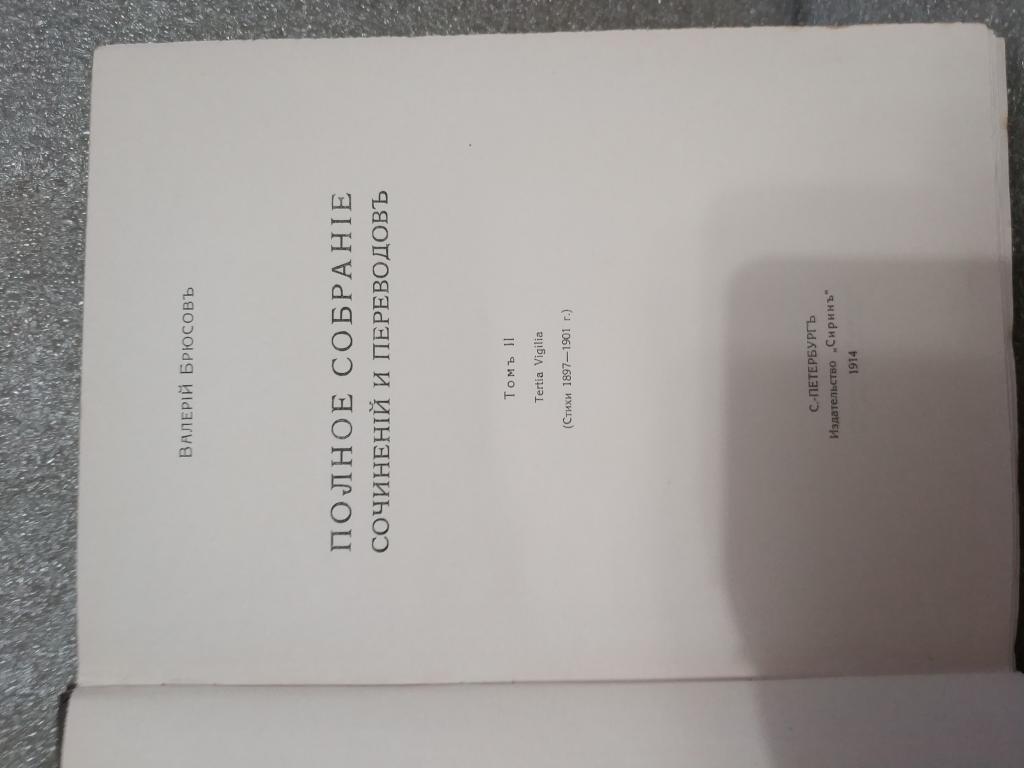 ВАЛЕРІЙ БРЮСОВЪ
ПОЛНОЕ СОБРАНІЕ
СОЧИНЕНІЙ И ПЕРЕВОДОВЪ
Томъ II
Tertia Vigilia
(Стихи 1897—1901 г.)
С.-ПЕТЕРБУРГЪ
Издательство „Сиринъ“
1914